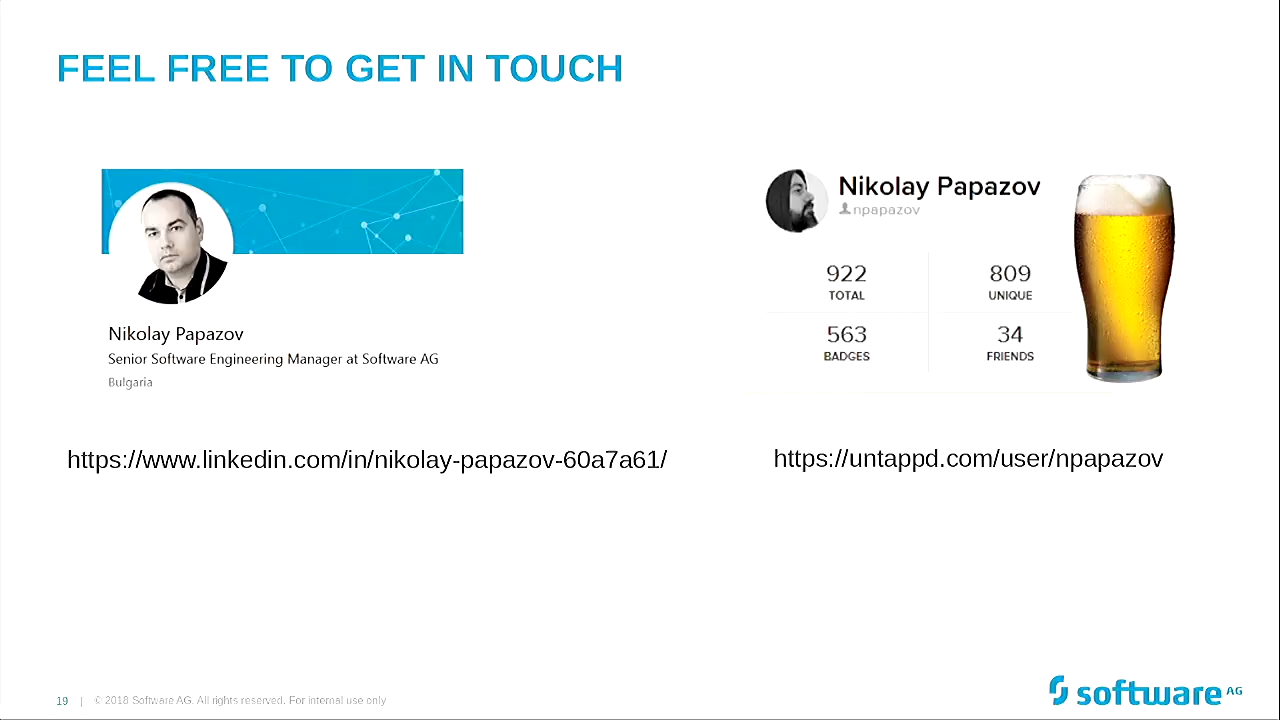 FEEL FREE TO GET IN TOUCH
Nikolay Papazov
Senior Software Engineering Manager at Software AG
Bulgaria
https://www.linkedin.com/in/nikolay-papazov-60a7a61/
Nikolay Papazov
npapazov
922 809
TOTAL UNIQUE
563 34
BADGES FRIENDS
https://untappd.com/user/npapazov
19 | © 2018 Software AG. All rights reserved. For internal use only
software AG